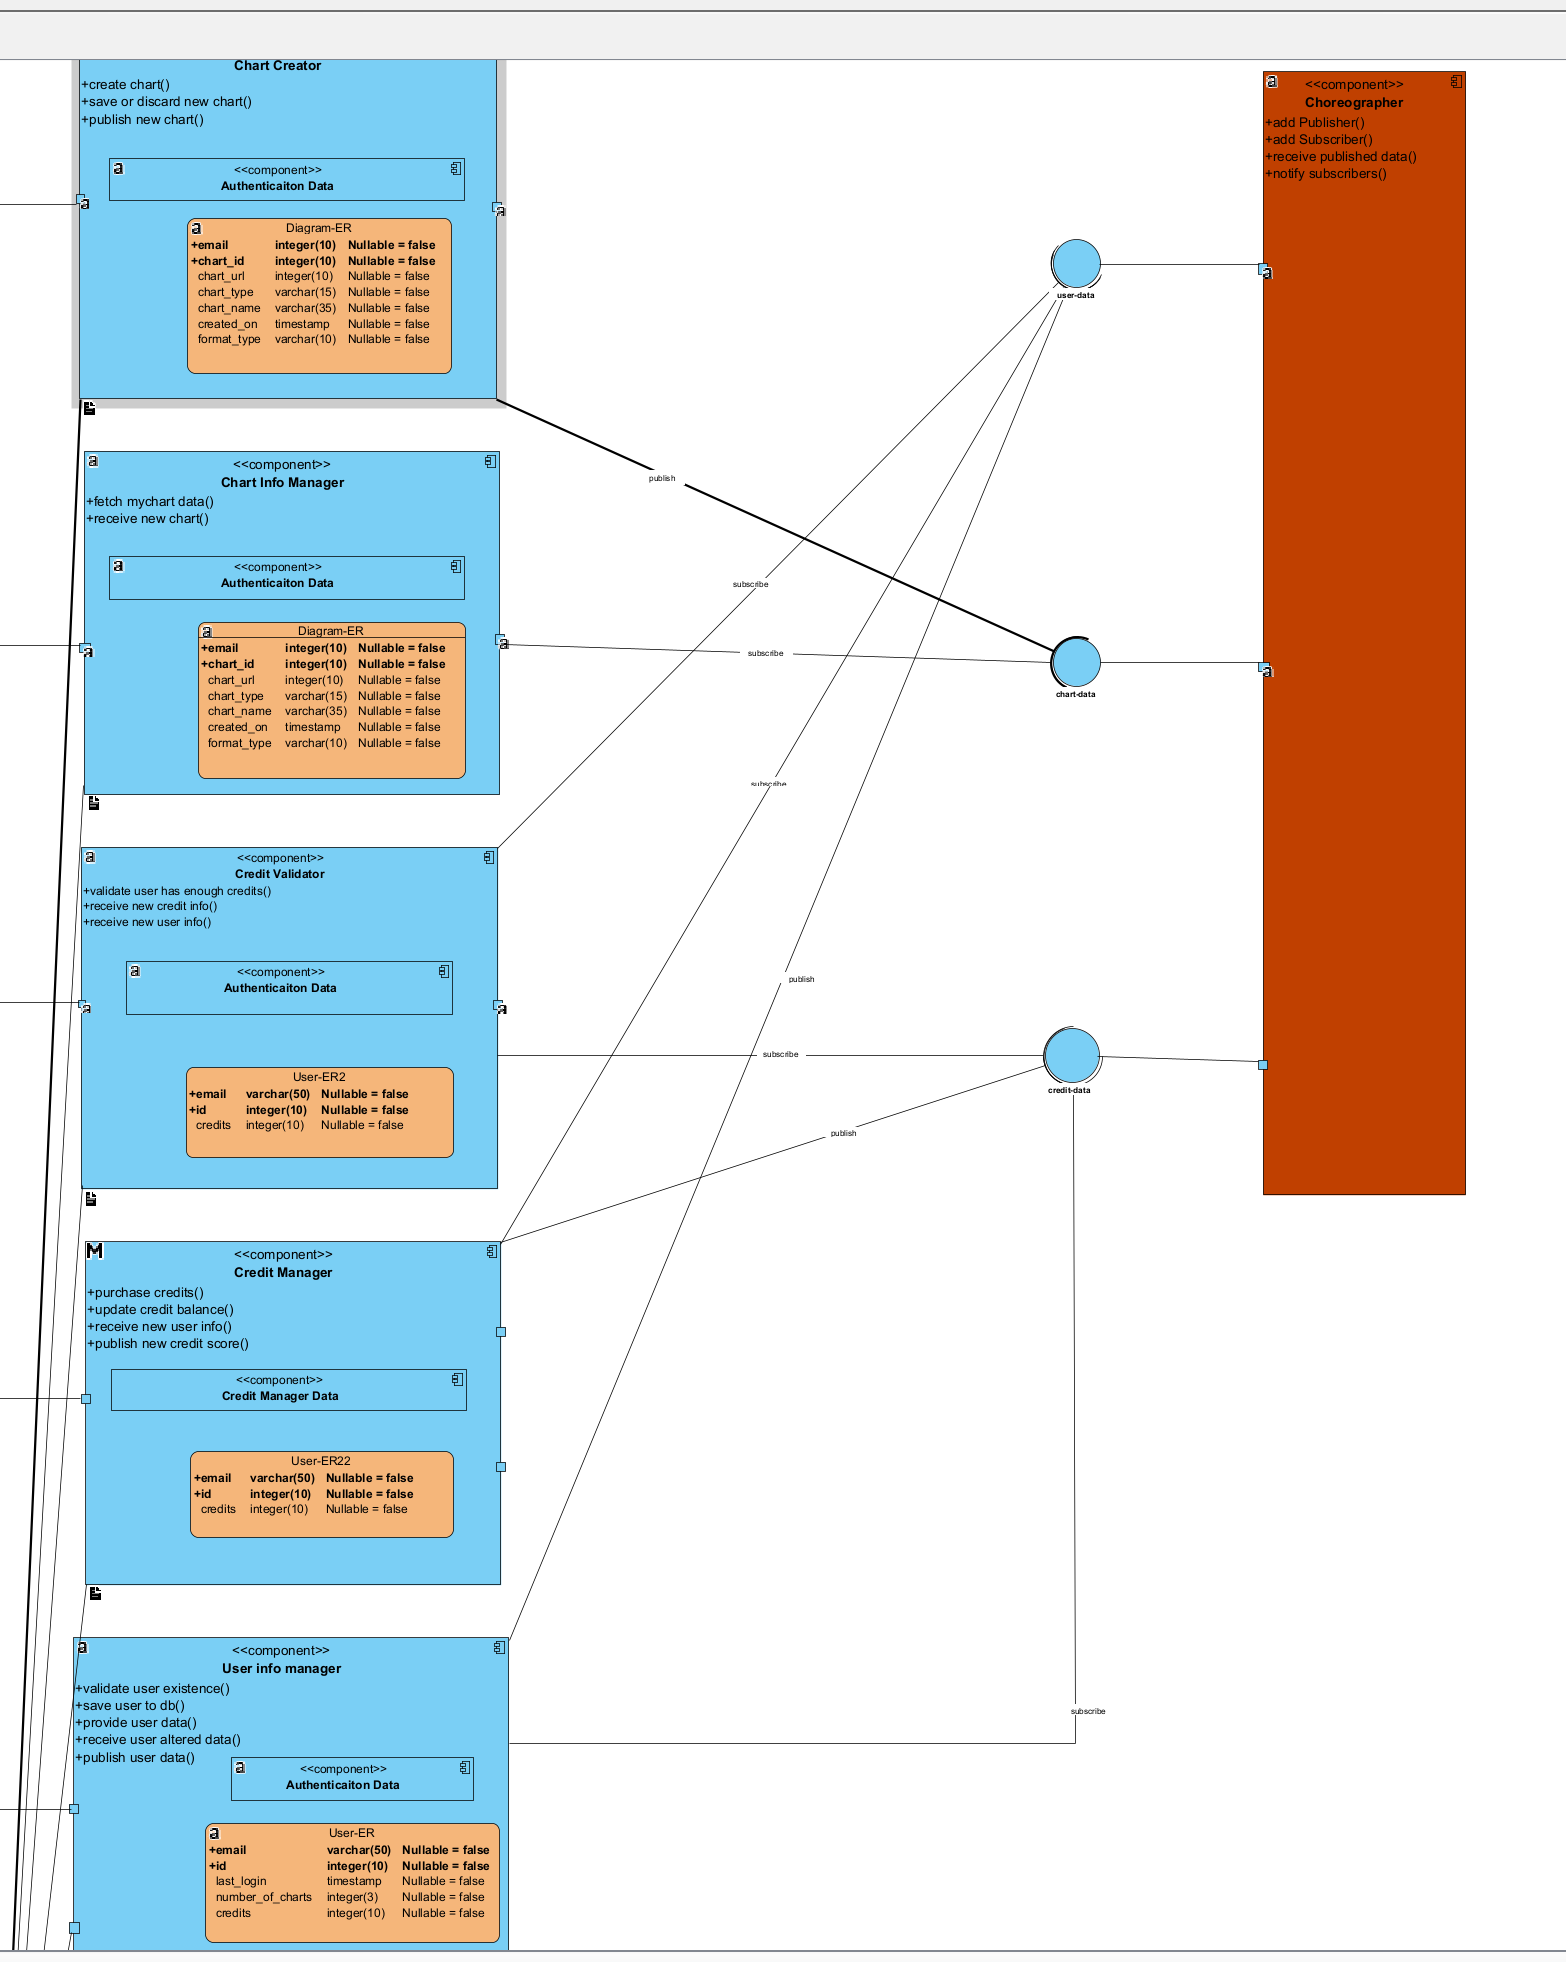 Chart Creator
+create chart()
+save or discard new chart()
+publish new chart()
a
<<component>>
Authenticaiton Data
a
a
a Diagram-ER
+email integer(10) Nullable = false
+chart_id integer(10) Nullable = false
chart_url integer(10) Nullable = false
chart_type varchar(15) Nullable = false
chart_name varchar(35) Nullable = false
created_on timestamp Nullable = false
format_type varchar(10) Nullable = false
a
<<component>>
Chart Info Manager
+fetch mychart data()
+receive new chart()
a
<<component>>
Authenticaiton Data
a
a
a Diagram-ER
+email integer(10) Nullable = false
+chart_id integer(10) Nullable = false
chart_url integer(10) Nullable = false
chart_type varchar(15) Nullable = false
chart_name varchar(35) Nullable = false
created_on timestamp Nullable = false
format_type varchar(10) Nullable = false
a
<<component>>
Credit Validator
+validate user has enough credits()
+receive new credit info()
+receive new user info()
a
<<component>>
Authenticaiton Data
a
a
User-ER2
+email varchar(50) Nullable = false
+id integer(10) Nullable = false
credits integer(10) Nullable = false
M
<<component>>
Credit Manager
+purchase credits()
+update credit balance()
+receive new user info()
+publish new credit score()
<<component>>
Credit Manager Data
User-ER22
+email varchar(50) Nullable = false
+id integer(10) Nullable = false
credits integer(10) Nullable = false
a
<<component>>
User info manager
+validate user existence()
+save user to db()
+provide user data()
+receive user altered data()
+publish user data()
a
<<component>>
Authenticaiton Data
a User-ER
+email varchar(50) Nullable = false
+id integer(10) Nullable = false
last_login timestamp Nullable = false
number_of_charts integer(3) Nullable = false
credits integer(10) Nullable = false
publish
subscribe
subscribe
subscribe
publish
subscribe
publish
subscribe
user-data
chart-data
credit-data
a
<<component>>
Choreographer
+add Publisher()
+add Subscriber()
+receive published data()
+notify subscribers()
a
a